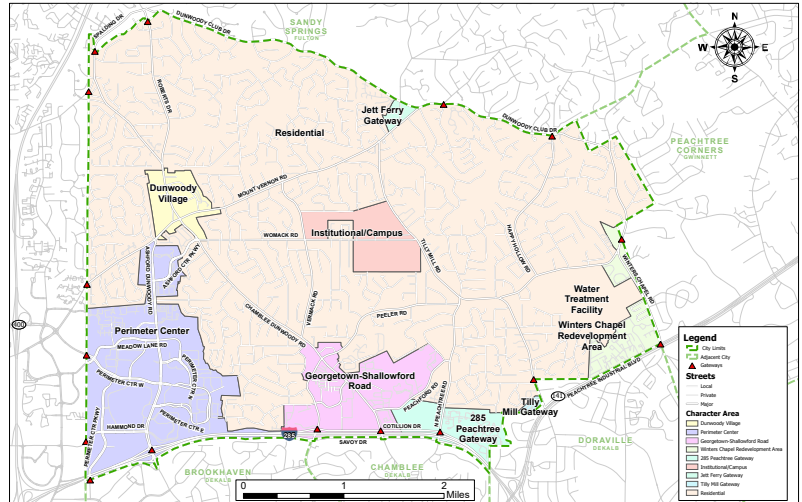 SPALDING DR
DUNWOODY CLUB DR
SANDY
SPRINGS
FULTON
N
W
E
S
ROBERTS DR
Residential
Jett Ferry
Gateway
DUNWOODY CLUB DR
PEACHTREE
CORNERS
GWINNETT
Dunwoody
Village
MOUNT VERNON RD
WOMACK RD
Institutional/Campus
TILLY MILL RD
HAPPY HOLLOW RD
WINTERS CHAPEL RD
ASHFORD DUNWOODY RD
ASHFORD CTR PKWY
CHAMBLEE DUNWOODY RD
VERMACK RD
PEELER RD
Water
Treatment
Facility
Winters Chapel
Redevelopment
Area
400
Perimeter Center
MEADOW LANE RD
PERIMETER CTR W
PERIMETER CTR N
PERIMETER CTR E
HAMMOND DR
PERIMETER CTR PKWY
Georgetown-Shallowford
Road
PEACHFORD RD
N PEACHTREE RD
COTILLION DR
SAVOY DR
285
285
Peachtree
Gateway
Tilly
Mill Gateway
141
PEACHTREE INDUSTRIAL BLVD
BROOKHAVEN
DEKALB
CHAMBLEE
DEKALB
DORAVILLE
DEKALB
0 1 2
Miles
Legend
City Limits
Adjacent City
Gateways
Streets
Local
Private
Major
Character Area
Dunwoody Village
Perimeter Center
Georgetown-Shallowford Road
Winters Chapel Redevelopment Area
285 Peachtree Gateway
Institutional/Campus
Jett Ferry Gateway
Tilly Mill Gateway
Residential